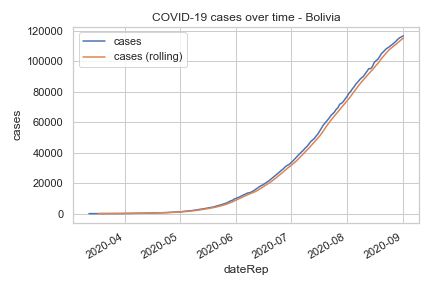 COVID-19 cases over time - Bolivia
cases
cases (rolling)
120000
100000
80000
60000
40000
20000
0
cases
2020-04
2020-05
2020-06
2020-07
2020-08
2020-09
dateRep